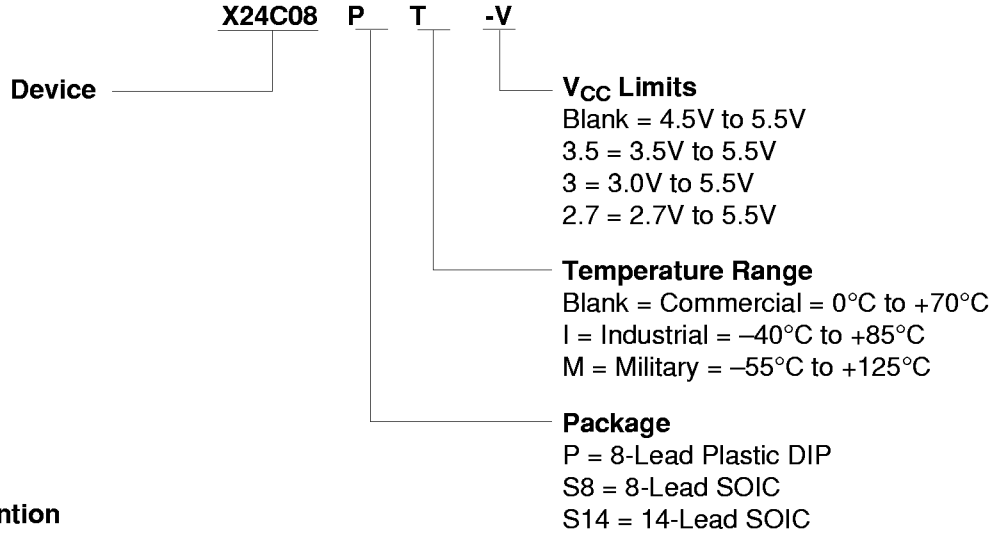 X24C08 P T -V
Device
VCC Limits
Blank = 4.5V to 5.5V
3.5 = 3.5V to 5.5V
3 = 3.0V to 5.5V
2.7 = 2.7V to 5.5V
Temperature Range
Blank = Commercial = 0°C to +70°C
I = Industrial = –40°C to +85°C
M = Military = –55°C to +125°C
Package
P = 8-Lead Plastic DIP
S8 = 8-Lead SOIC
S14 = 14-Lead SOIC
ntion